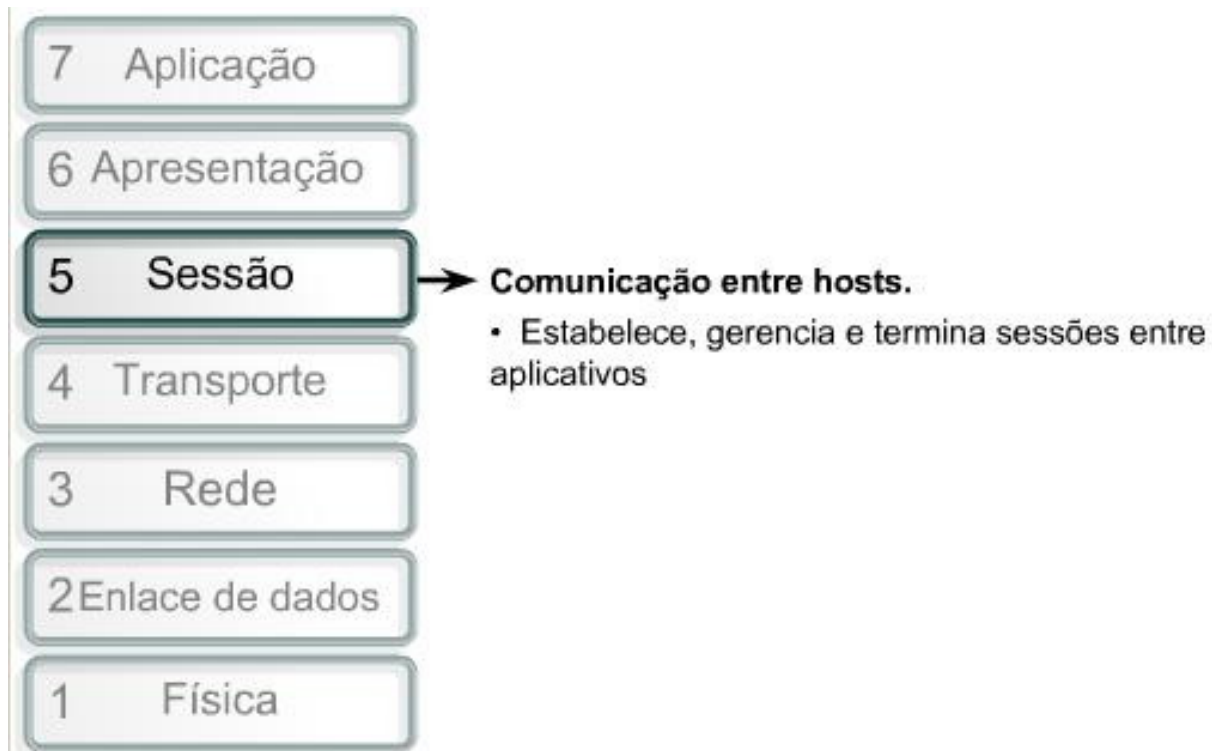 7 Aplicação
6 Apresentação
5 Sessão
Comunicação entre hosts.
• Estabelece, gerencia e termina sessões entre
aplicativos
4 Transporte
3 Rede
2 Enlace de dados
1 Física